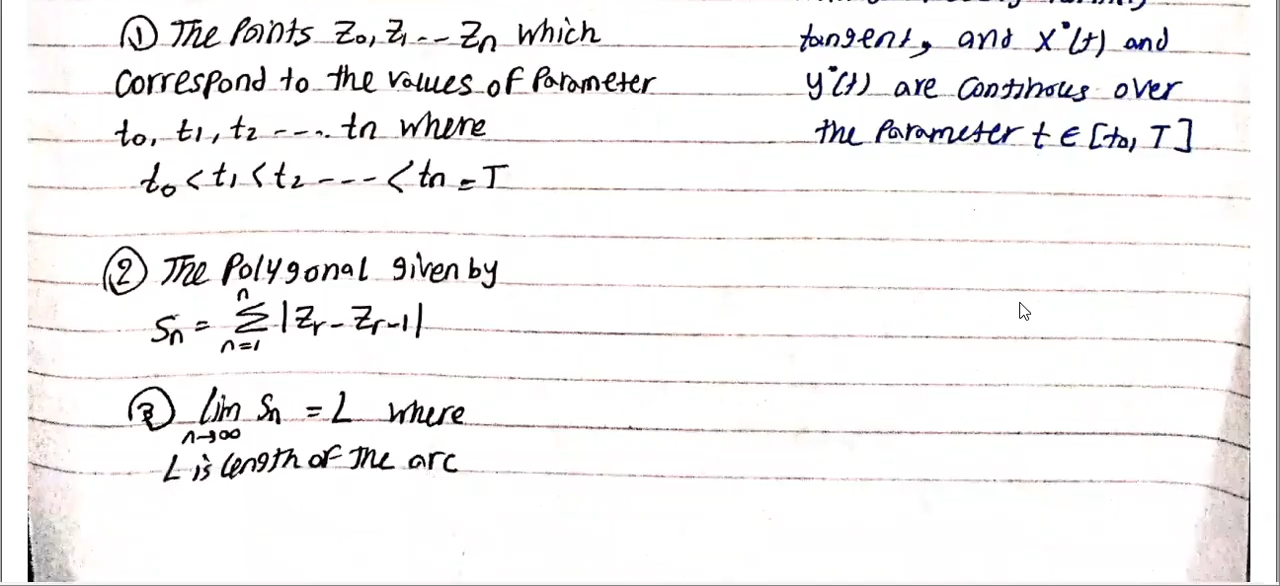 ① The Points Z₀, Z₁ -- Zₙ which
correspond to the values of Parameter
t₀, t₁, t₂ ---- tₙ where
t₀ < t₁ < t₂ --- < tₙ = T
② The Polygonal given by
Sₙ = Σ |Zᵣ - Zᵣ₋₁|
n
n=1
③ lim Sₙ = L where
n→∞
L is length of the arc
tangent, and x°(t) and
y°(t) are continous over
the Parameter t ∈ [t₀, T]